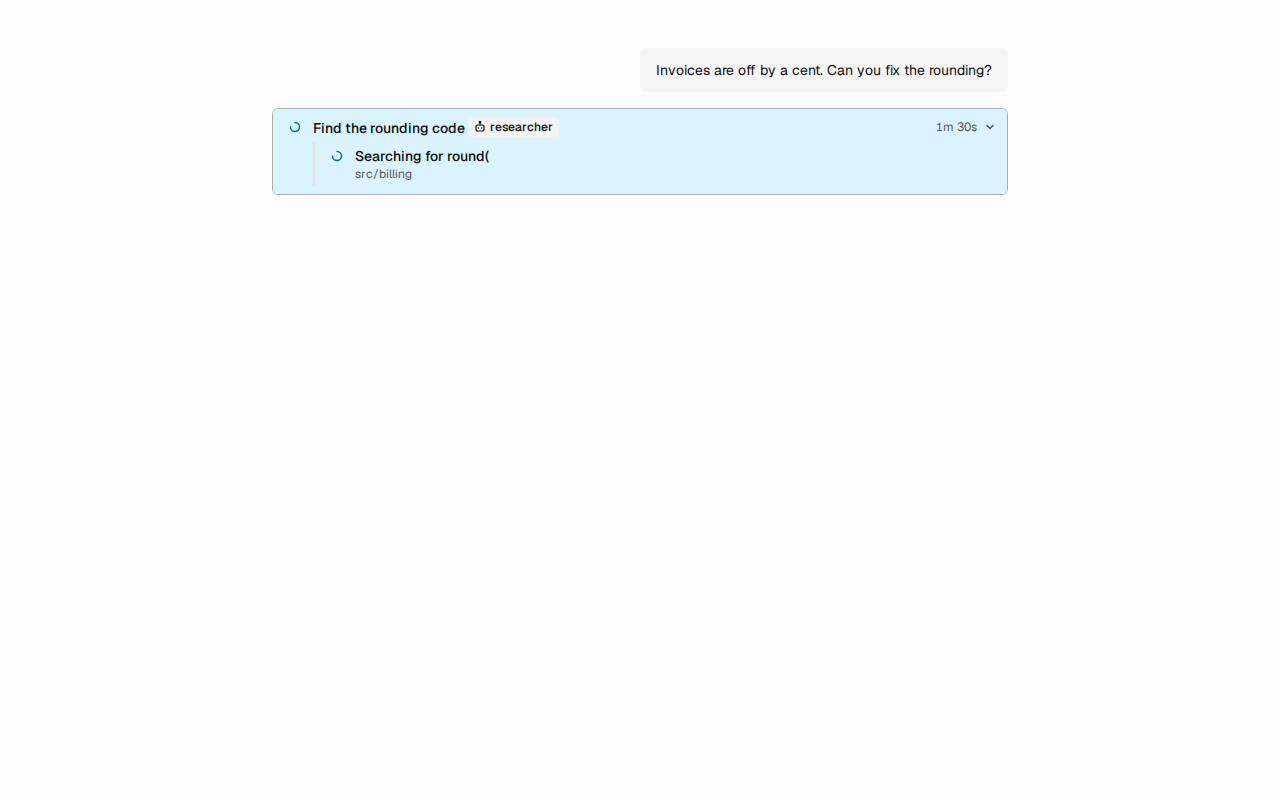 Invoices are off by a cent. Can you fix the rounding?
Find the rounding code researcher 1m 30s
Searching for round(
src/billing